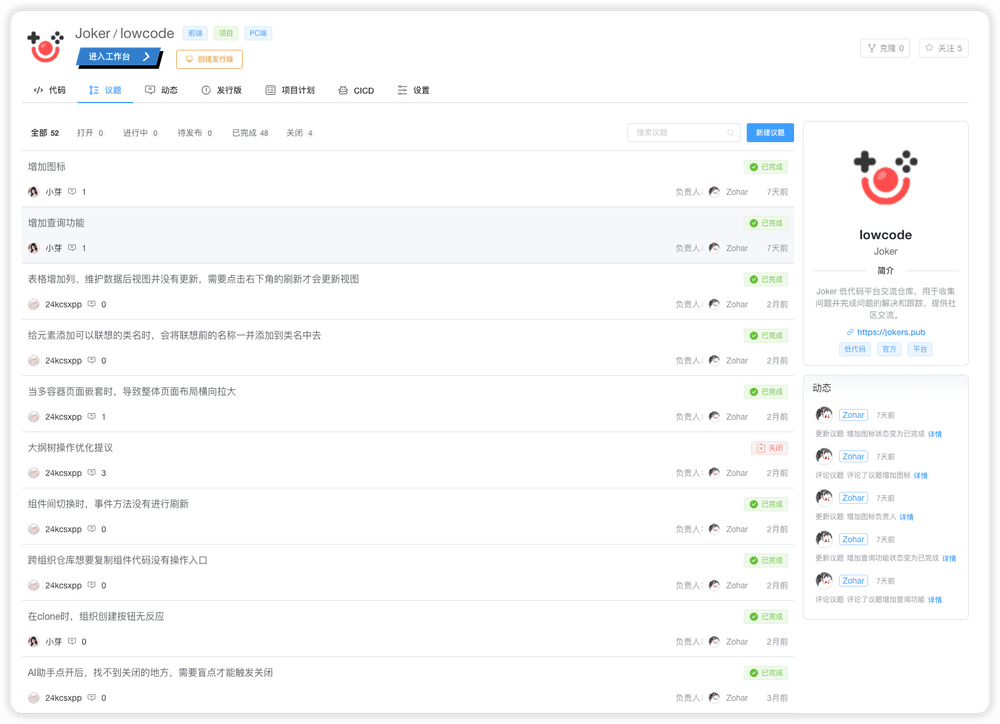 Joker / lowcode 前端 项目 PC端
进入工作台 创建发行版
克隆 0 关注 5
代码 议题 动态 发行版 项目计划 CICD 设置
全部 52 打开 0 进行中 0 待发布 0 已完成 48 关闭 4
搜索议题 新建议题
增加图标 已完成
小芽 1 负责人: Zohar 7天前
增加查询功能 已完成
小芽 1 负责人: Zohar 7天前
表格增加列、维护数据后视图并没有更新，需要点击右下角的刷新才会更新视图 已完成
24kcsxpp 0 负责人: Zohar 2月前
给元素添加可以联想的类名时，会将联想前的名称一并添加到类名中去 已完成
24kcsxpp 0 负责人: Zohar 2月前
当多容器页面嵌套时，导致整体页面布局横向拉大 已完成
24kcsxpp 1 负责人: Zohar 2月前
大纲树操作优化提议 关闭
24kcsxpp 3 负责人: Zohar 2月前
组件间切换时，事件方法没有进行刷新 已完成
24kcsxpp 0 负责人: Zohar 2月前
跨组织仓库想要复制组件代码没有操作入口 已完成
24kcsxpp 0 负责人: Zohar 2月前
在clone时，组织创建按钮无反应 已完成
小芽 0 负责人: Zohar 2月前
AI助手点开后，找不到关闭的地方，需要盲点才能触发关闭 已完成
24kcsxpp 0 负责人: Zohar 3月前
lowcode
Joker
简介
Joker 低代码平台交流仓库，用于收集
问题并完成问题的解决和跟踪，提供社
区交流。
https://jokers.pub
低代码 官方 平台
动态
Zohar 7天前
更新议题 增加图标状态变为已完成 详情
Zohar 7天前
评论议题 评论了议题增加图标 详情
Zohar 7天前
更新议题 增加图标负责人 详情
Zohar 7天前
更新议题 增加查询功能状态变为已完成 详情
Zohar 7天前
评论议题 评论了议题增加查询功能 详情